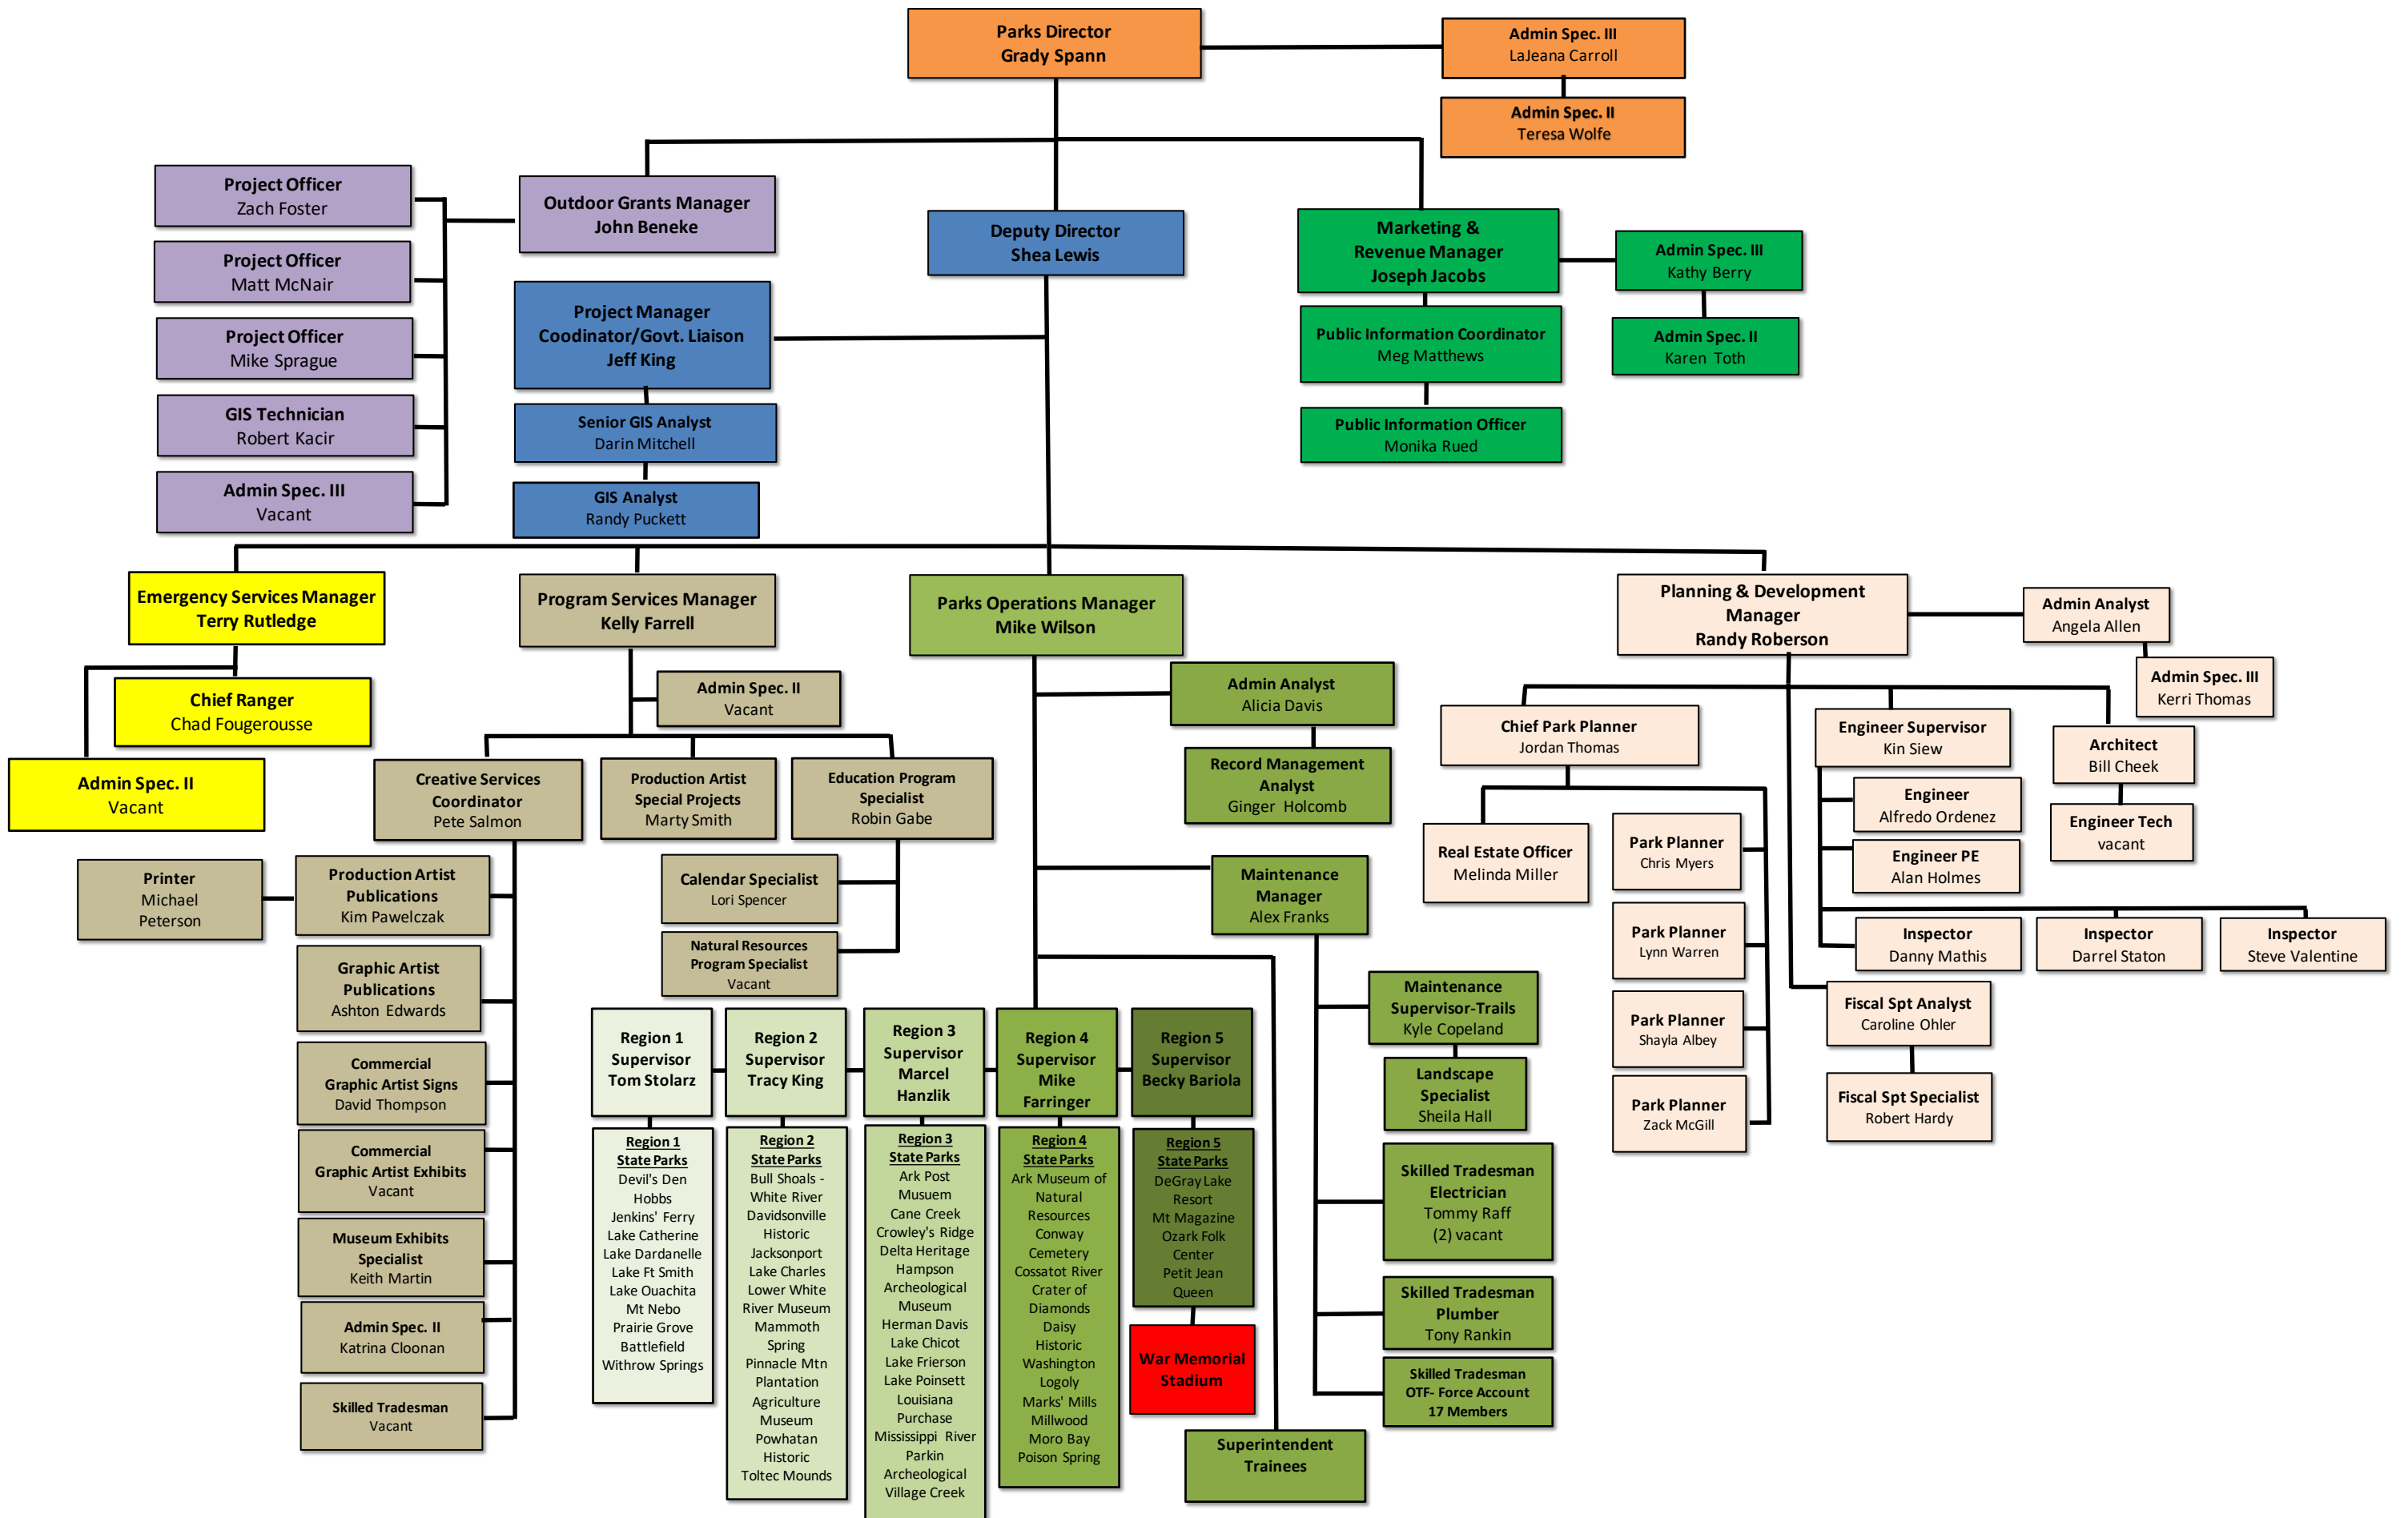 Parks Director
Grady Spann
Admin Spec. III
LaJeana Carroll
Admin Spec. II
Teresa Wolfe
Project Officer
Zach Foster
Project Officer
Matt McNair
Project Officer
Mike Sprague
GIS Technician
Robert Kacir
Admin Spec. III
Vacant
Outdoor Grants Manager
John Beneke
Project Manager
Coodinator/Govt. Liaison
Jeff King
Senior GIS Analyst
Darin Mitchell
GIS Analyst
Randy Puckett
Deputy Director
Shea Lewis
Marketing &
Revenue Manager
Joseph Jacobs
Public Information Coordinator
Meg Matthews
Public Information Officer
Monika Rued
Admin Spec. III
Kathy Berry
Admin Spec. II
Karen Toth
Emergency Services Manager
Terry Rutledge
Chief Ranger
Chad Fougerousse
Admin Spec. II
Vacant
Program Services Manager
Kelly Farrell
Admin Spec. II
Vacant
Creative Services
Coordinator
Pete Salmon
Production Artist
Special Projects
Marty Smith
Education Program
Specialist
Robin Gabe
Printer
Michael
Peterson
Production Artist
Publications
Kim Pawelczak
Graphic Artist
Publications
Ashton Edwards
Commercial
Graphic Artist Signs
David Thompson
Commercial
Graphic Artist Exhibits
Vacant
Museum Exhibits
Specialist
Keith Martin
Admin Spec. II
Katrina Cloonan
Skilled Tradesman
Vacant
Calendar Specialist
Lori Spencer
Natural Resources
Program Specialist
Vacant
Parks Operations Manager
Mike Wilson
Admin Analyst
Alicia Davis
Record Management
Analyst
Ginger Holcomb
Maintenance
Manager
Alex Franks
Maintenance
Supervisor-Trails
Kyle Copeland
Landscape
Specialist
Sheila Hall
Skilled Tradesman
Electrician
Tommy Raff
(2) vacant
Skilled Tradesman
Plumber
Tony Rankin
Skilled Tradesman
OTF- Force Account
17 Members
Superintendent
Trainees
Region 1
Supervisor
Tom Stolarz
Region 2
Supervisor
Tracy King
Region 3
Supervisor
Marcel
Hanzlik
Region 4
Supervisor
Mike
Farringer
Region 5
Supervisor
Becky Bariola
Region 1
State Parks
Devil's Den
Hobbs
Jenkins' Ferry
Lake Catherine
Lake Dardanelle
Lake Ft Smith
Lake Ouachita
Mt Nebo
Prairie Grove
Battlefield
Withrow Springs
Region 2
State Parks
Bull Shoals -
White River
Davidsonville
Historic
Jacksonport
Lake Charles
Lower White
River Museum
Mammoth
Spring
Pinnacle Mtn
Plantation
Agriculture
Museum
Powhatan
Historic
Toltec Mounds
Region 3
State Parks
Ark Post
Musuem
Cane Creek
Crowley's Ridge
Delta Heritage
Hampson
Archeological
Museum
Herman Davis
Lake Chicot
Lake Frierson
Lake Poinsett
Louisiana
Purchase
Mississippi River
Parkin
Archeological
Village Creek
Region 4
State Parks
Ark Museum of
Natural
Resources
Conway
Cemetery
Cossatot River
Crater of
Diamonds
Daisy
Historic
Washington
Logoly
Marks' Mills
Millwood
Moro Bay
Poison Spring
Region 5
State Parks
DeGray Lake
Resort
Mt Magazine
Ozark Folk
Center
Petit Jean
Queen
War Memorial
Stadium
Planning & Development
Manager
Randy Roberson
Admin Analyst
Angela Allen
Admin Spec. III
Kerri Thomas
Chief Park Planner
Jordan Thomas
Real Estate Officer
Melinda Miller
Park Planner
Chris Myers
Park Planner
Lynn Warren
Park Planner
Shayla Albey
Park Planner
Zack McGill
Engineer Supervisor
Kin Siew
Engineer
Alfredo Ordenez
Engineer PE
Alan Holmes
Inspector
Danny Mathis
Inspector
Darrel Staton
Inspector
Steve Valentine
Architect
Bill Cheek
Engineer Tech
vacant
Fiscal Spt Analyst
Caroline Ohler
Fiscal Spt Specialist
Robert Hardy